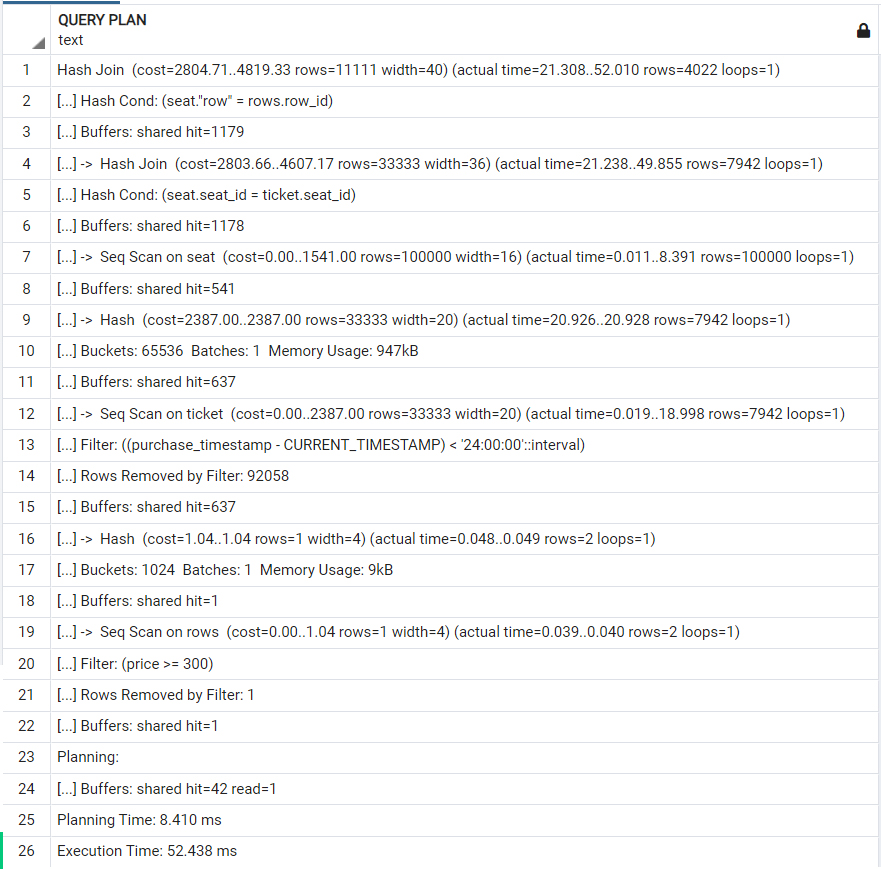 QUERY PLAN
text
1 Hash Join (cost=2804.71..4819.33 rows=11111 width=40) (actual time=21.308..52.010 rows=4022 loops=1)
2 [...] Hash Cond: (seat."row" = rows.row_id)
3 [...] Buffers: shared hit=1179
4 [...] -> Hash Join (cost=2803.66..4607.17 rows=33333 width=36) (actual time=21.238..49.855 rows=7942 loops=1)
5 [...] Hash Cond: (seat.seat_id = ticket.seat_id)
6 [...] Buffers: shared hit=1178
7 [...] -> Seq Scan on seat (cost=0.00..1541.00 rows=100000 width=16) (actual time=0.011..8.391 rows=100000 loops=1)
8 [...] Buffers: shared hit=541
9 [...] -> Hash (cost=2387.00..2387.00 rows=33333 width=20) (actual time=20.926..20.928 rows=7942 loops=1)
10 [...] Buckets: 65536 Batches: 1 Memory Usage: 947kB
11 [...] Buffers: shared hit=637
12 [...] -> Seq Scan on ticket (cost=0.00..2387.00 rows=33333 width=20) (actual time=0.019..18.998 rows=7942 loops=1)
13 [...] Filter: ((purchase_timestamp - CURRENT_TIMESTAMP) < '24:00:00'::interval)
14 [...] Rows Removed by Filter: 92058
15 [...] Buffers: shared hit=637
16 [...] -> Hash (cost=1.04..1.04 rows=1 width=4) (actual time=0.048..0.049 rows=2 loops=1)
17 [...] Buckets: 1024 Batches: 1 Memory Usage: 9kB
18 [...] Buffers: shared hit=1
19 [...] -> Seq Scan on rows (cost=0.00..1.04 rows=1 width=4) (actual time=0.039..0.040 rows=2 loops=1)
20 [...] Filter: (price >= 300)
21 [...] Rows Removed by Filter: 1
22 [...] Buffers: shared hit=1
23 Planning:
24 [...] Buffers: shared hit=42 read=1
25 Planning Time: 8.410 ms
26 Execution Time: 52.438 ms